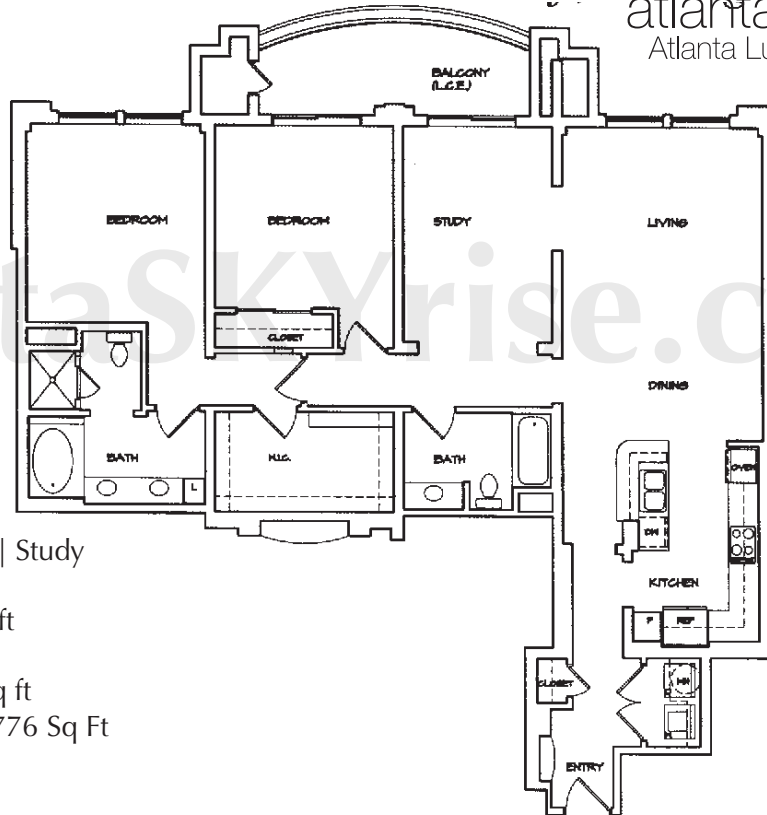 atlanta
Atlanta Lu
BALCONY
(L.C.E.)
BEDROOM
BEDROOM
STUDY
LIVING
taSKYrise.c
CLOSET
DINING
BATH
W.I.C.
BATH
OVEN
L
DW
| Study
KITCHEN
ft
P
REF
q ft
CLOSET
WH
776 Sq Ft
ENTRY